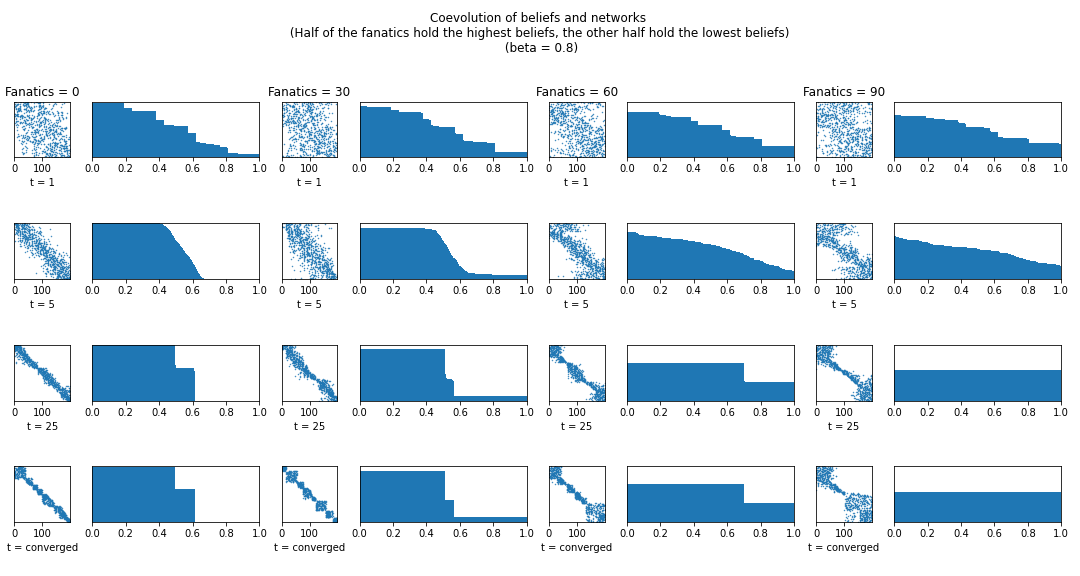 Coevolution of beliefs and networks
(Half of the fanatics hold the highest beliefs, the other half hold the lowest beliefs)
(beta = 0.8)
Fanatics = 0
Fanatics = 30
Fanatics = 60
Fanatics = 90
0 100 0.0 0.2 0.4 0.6 0.8 1.0 0 100 0.0 0.2 0.4 0.6 0.8 1.0 0 100 0.0 0.2 0.4 0.6 0.8 1.0 0 100 0.0 0.2 0.4 0.6 0.8 1.0
t = 1
t = 1
t = 1
t = 1
0 100 0.0 0.2 0.4 0.6 0.8 1.0 0 100 0.0 0.2 0.4 0.6 0.8 1.0 0 100 0.0 0.2 0.4 0.6 0.8 1.0 0 100 0.0 0.2 0.4 0.6 0.8 1.0
t = 5
t = 5
t = 5
t = 5
0 100 0.0 0.2 0.4 0.6 0.8 1.0 0 100 0.0 0.2 0.4 0.6 0.8 1.0 0 100 0.0 0.2 0.4 0.6 0.8 1.0 0 100 0.0 0.2 0.4 0.6 0.8 1.0
t = 25
t = 25
t = 25
t = 25
0 100 0.0 0.2 0.4 0.6 0.8 1.0 0 100 0.0 0.2 0.4 0.6 0.8 1.0 0 100 0.0 0.2 0.4 0.6 0.8 1.0 0 100 0.0 0.2 0.4 0.6 0.8 1.0
t = converged
t = converged
t = converged
t = converged